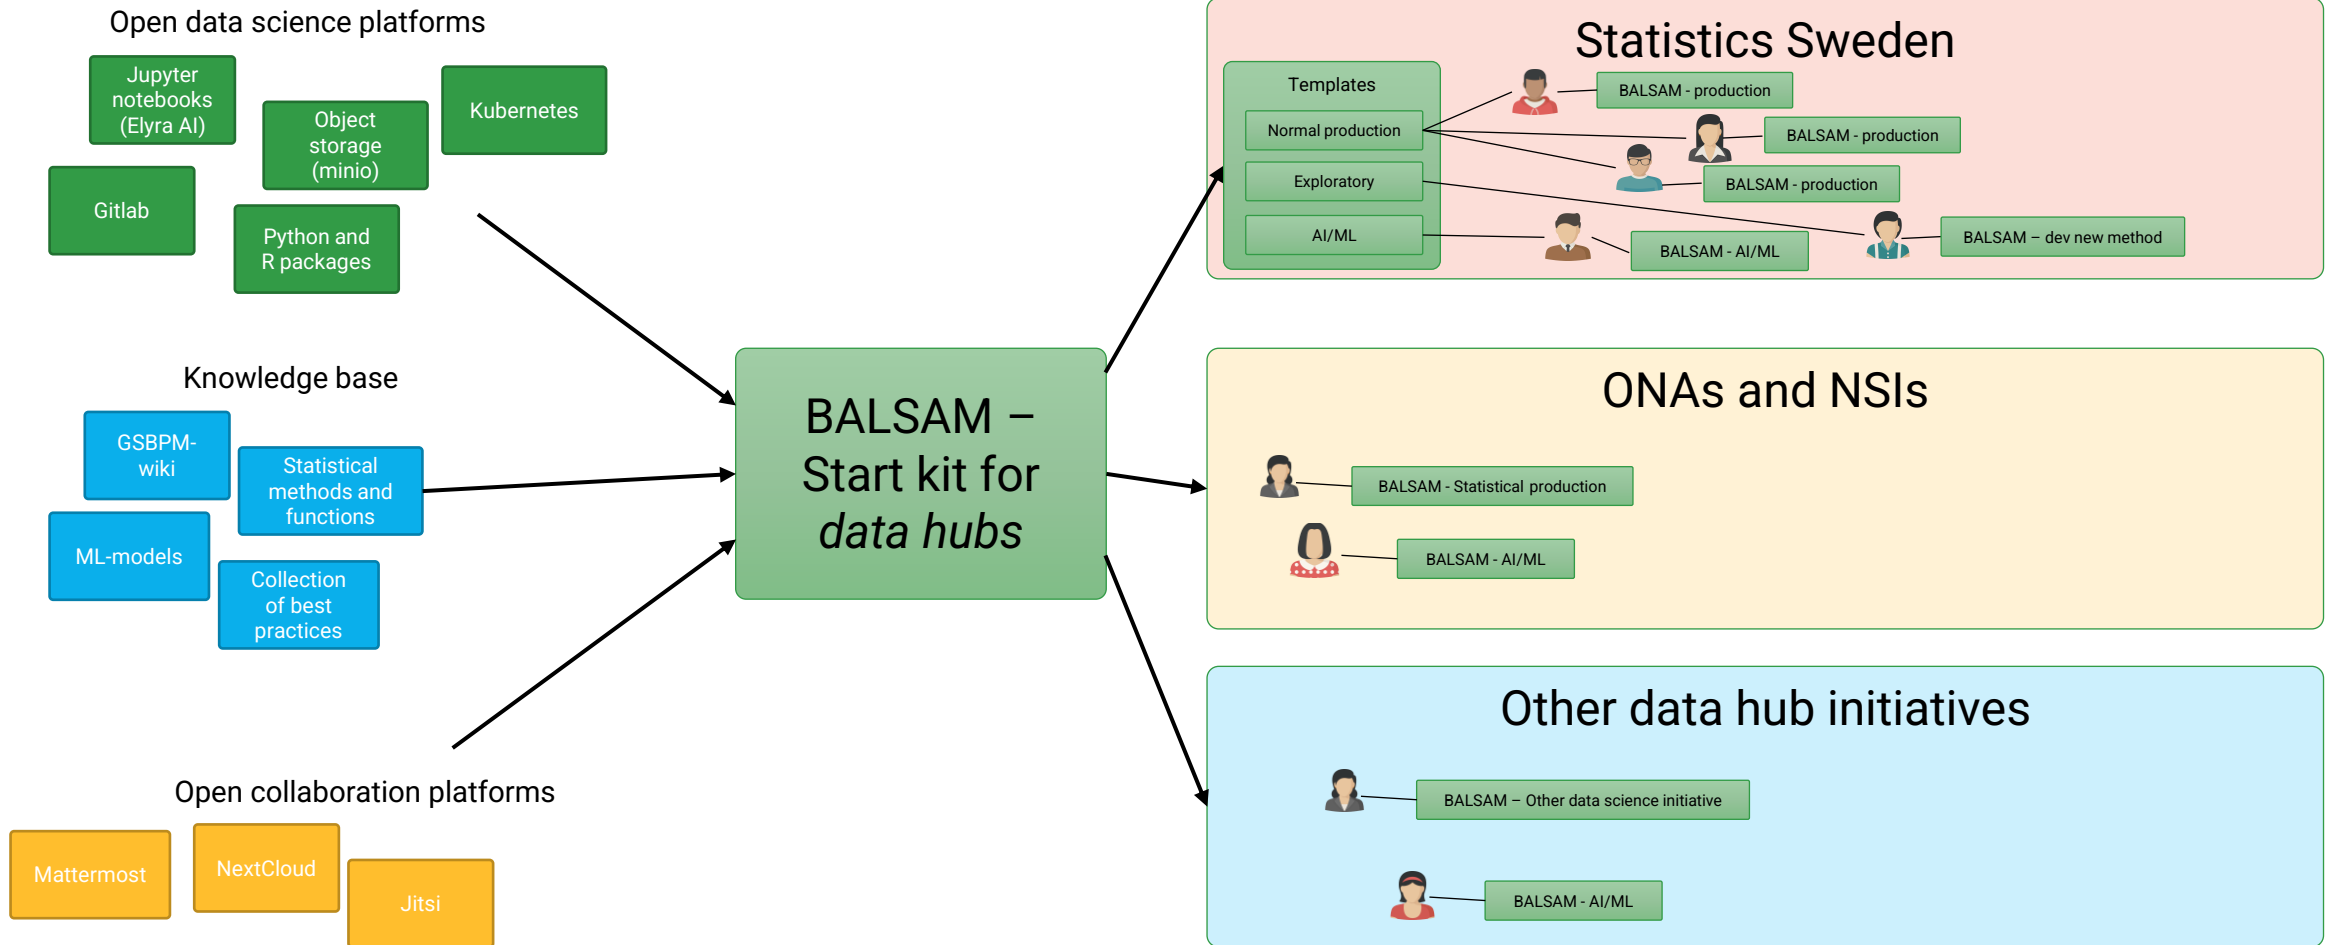 Open data science platforms
Jupyter
notebooks
(Elyra AI)
Object
storage
(minio)
Kubernetes
Gitlab
Python and
R packages
Knowledge base
GSBPM-
wiki
Statistical
methods and
functions
ML-models
Collection
of best
practices
Open collaboration platforms
Mattermost
NextCloud
Jitsi
BALSAM –
Start kit for
data hubs
Statistics Sweden
Templates
Normal production
Exploratory
AI/ML
BALSAM - production
BALSAM - production
BALSAM - production
BALSAM – dev new method
BALSAM - AI/ML
ONAs and NSIs
BALSAM - Statistical production
BALSAM - AI/ML
Other data hub initiatives
BALSAM – Other data science initiative
BALSAM - AI/ML